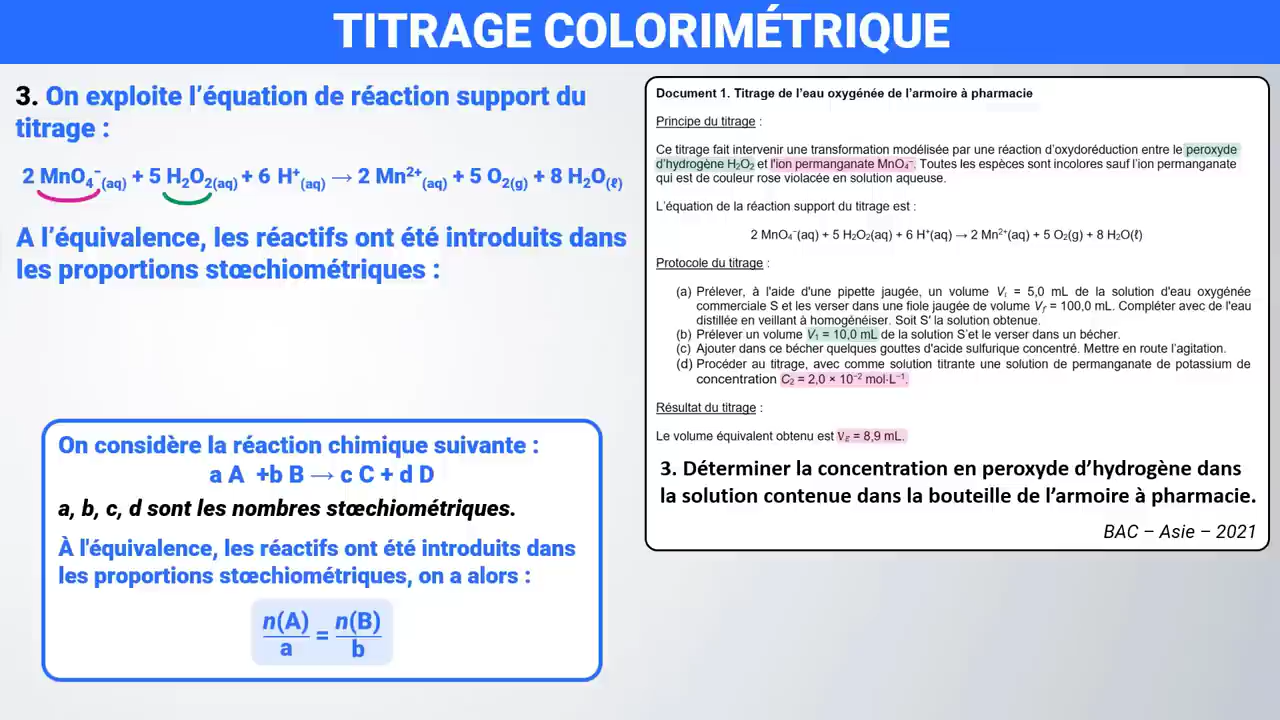 TITRAGE COLORIMÉTRIQUE
3. On exploite l’équation de réaction support du
titrage :
2 MnO₄⁻(aq) + 5 H₂O₂(aq) + 6 H⁺(aq) → 2 Mn²⁺(aq) + 5 O₂(g) + 8 H₂O(ℓ)
A l’équivalence, les réactifs ont été introduits dans
les proportions stœchiométriques :
On considère la réaction chimique suivante :
a A +b B → c C + d D
a, b, c, d sont les nombres stœchiométriques.
À l'équivalence, les réactifs ont été introduits dans
les proportions stœchiométriques, on a alors :
n(A)/a = n(B)/b
Document 1. Titrage de l’eau oxygénée de l’armoire à pharmacie
Principe du titrage :
Ce titrage fait intervenir une transformation modélisée par une réaction d’oxydoréduction entre le peroxyde
d’hydrogène H₂O₂ et l’ion permanganate MnO₄⁻. Toutes les espèces sont incolores sauf l’ion permanganate
qui est de couleur rose violacée en solution aqueuse.
L’équation de la réaction support du titrage est :
2 MnO₄⁻(aq) + 5 H₂O₂(aq) + 6 H⁺(aq) → 2 Mn²⁺(aq) + 5 O₂(g) + 8 H₂O(ℓ)
Protocole du titrage :
(a) Prélever, à l'aide d'une pipette jaugée, un volume Vᵢ = 5,0 mL de la solution d'eau oxygénée
commerciale S et les verser dans une fiole jaugée de volume V_f = 100,0 mL. Compléter avec de l'eau
distillée en veillant à homogénéiser. Soit S′ la solution obtenue.
(b) Prélever un volume V₁ = 10,0 mL de la solution S′et le verser dans un bécher.
(c) Ajouter dans ce bécher quelques gouttes d'acide sulfurique concentré. Mettre en route l’agitation.
(d) Procéder au titrage, avec comme solution titrante une solution de permanganate de potassium de
concentration C₂ = 2,0 × 10⁻² mol·L⁻¹.
Résultat du titrage :
Le volume équivalent obtenu est V_E = 8,9 mL.
3. Déterminer la concentration en peroxyde d’hydrogène dans
la solution contenue dans la bouteille de l’armoire à pharmacie.
BAC – Asie – 2021